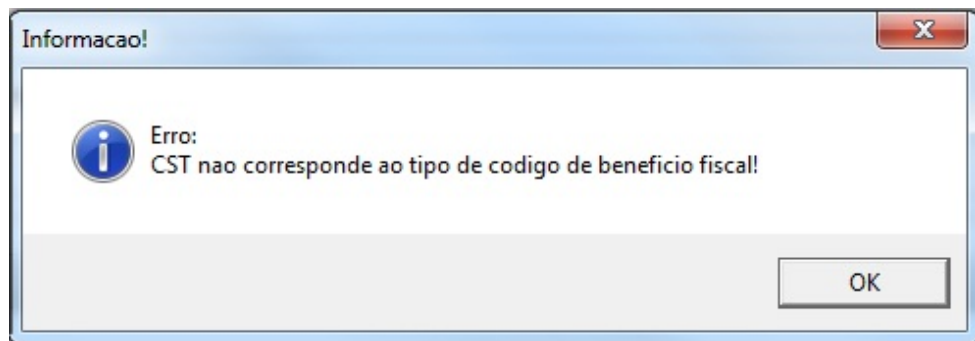 Informacao!
Erro:
CST nao corresponde ao tipo de codigo de beneficio fiscal!
OK